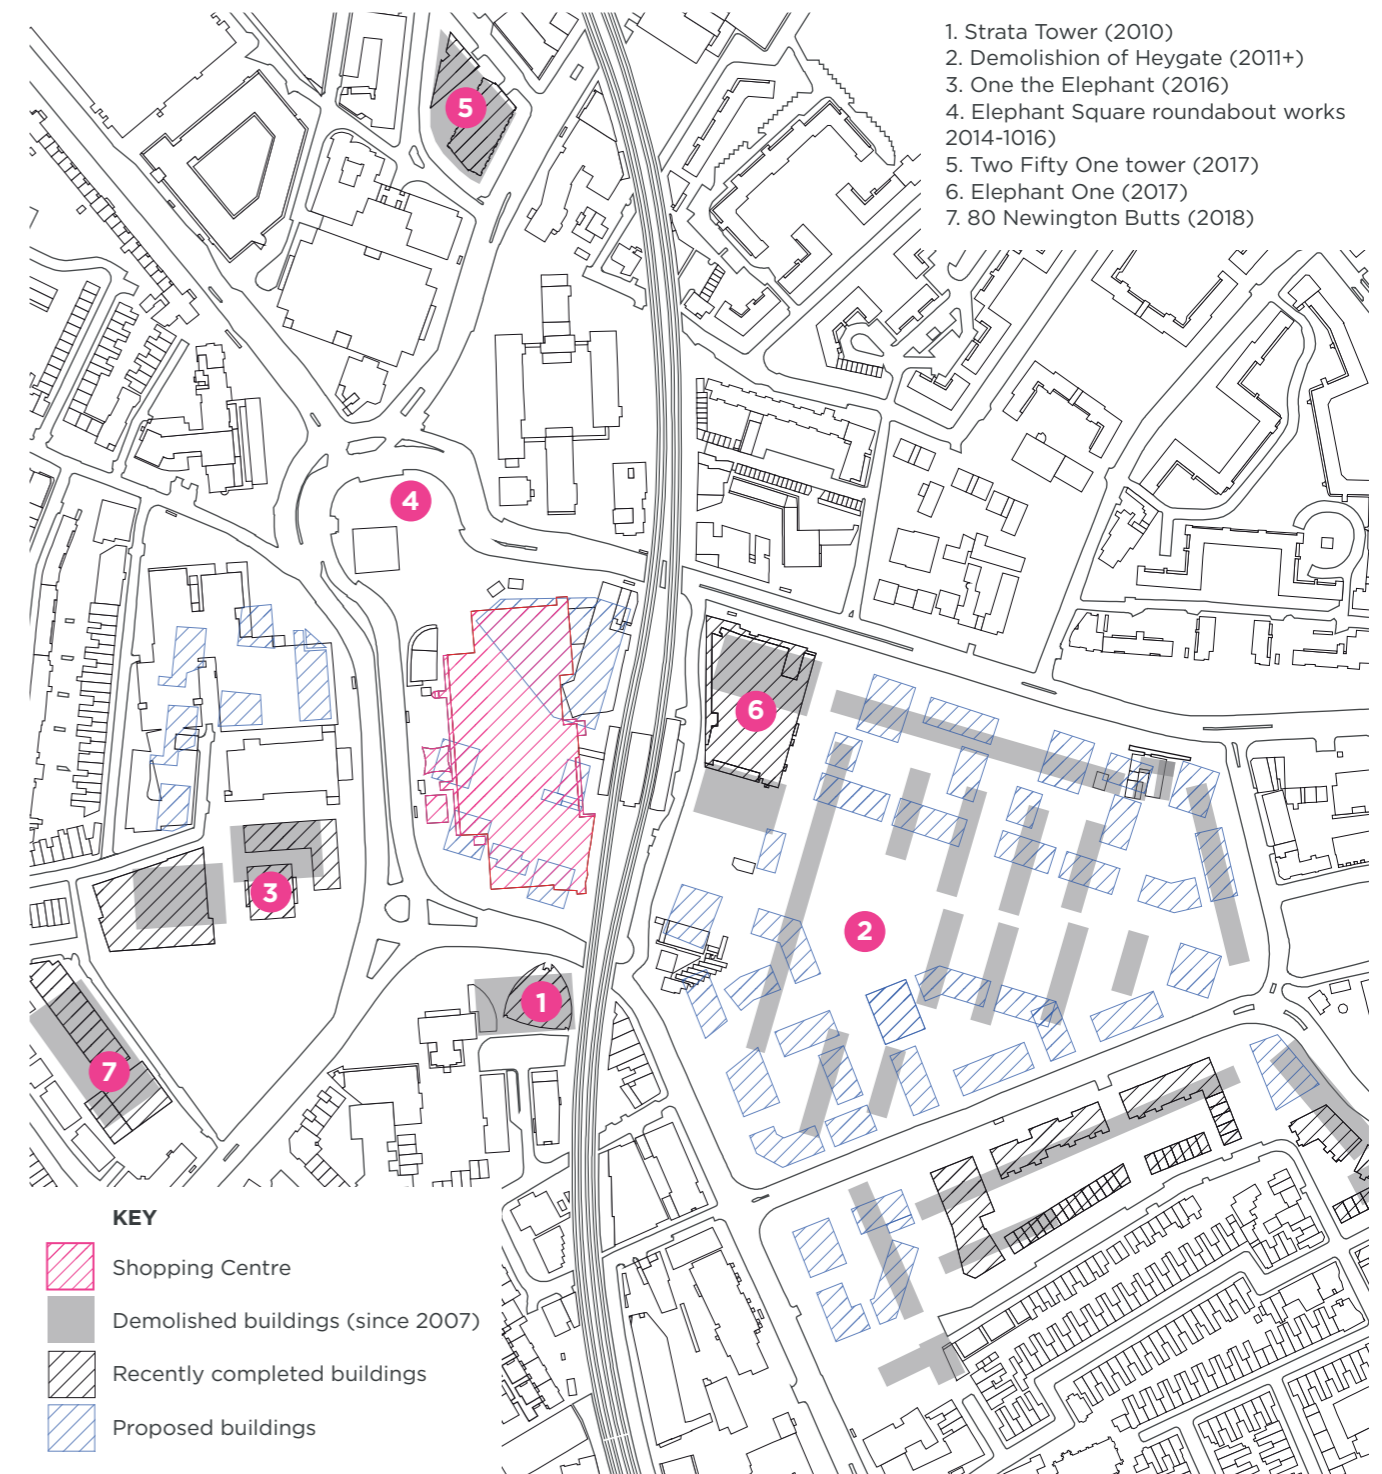 1. Strata Tower (2010)
2. Demolishion of Heygate (2011+)
3. One the Elephant (2016)
4. Elephant Square roundabout works
2014-1016)
5. Two Fifty One tower (2017)
6. Elephant One (2017)
7. 80 Newington Butts (2018)
5
4
6
3
2
1
7
KEY
Shopping Centre
Demolished buildings (since 2007)
Recently completed buildings
Proposed buildings